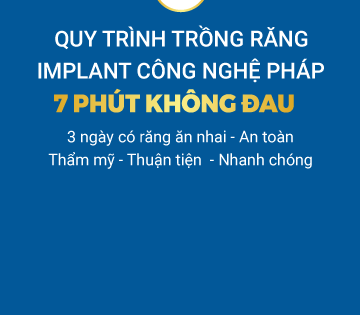 QUY TRÌNH TRỒNG RĂNG
IMPLANT CÔNG NGHỆ PHÁP
7 PHÚT KHÔNG ĐAU
3 ngày có răng ăn nhai - An toàn
Thẩm mỹ - Thuận tiện - Nhanh chóng